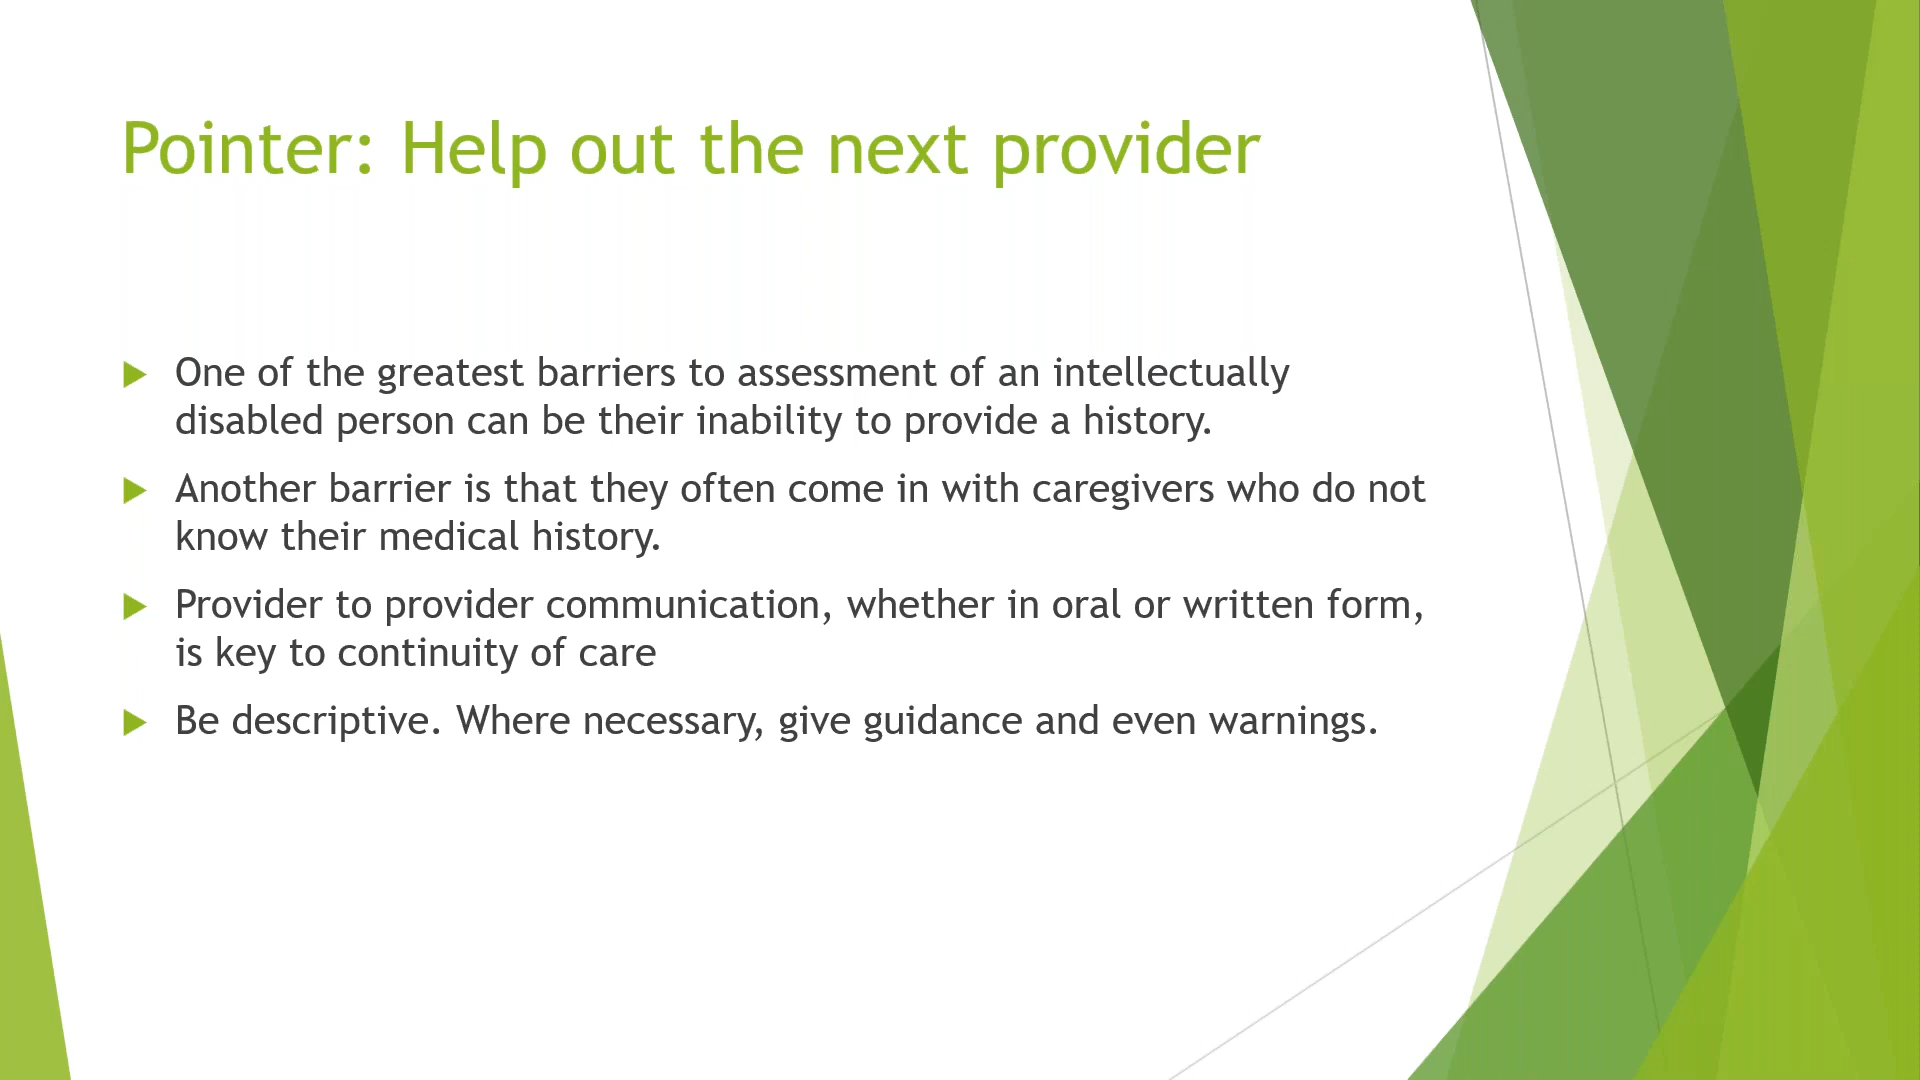 Pointer: Help out the next provider
One of the greatest barriers to assessment of an intellectually
disabled person can be their inability to provide a history.
Another barrier is that they often come in with caregivers who do not
know their medical history.
Provider to provider communication, whether in oral or written form,
is key to continuity of care
Be descriptive. Where necessary, give guidance and even warnings.